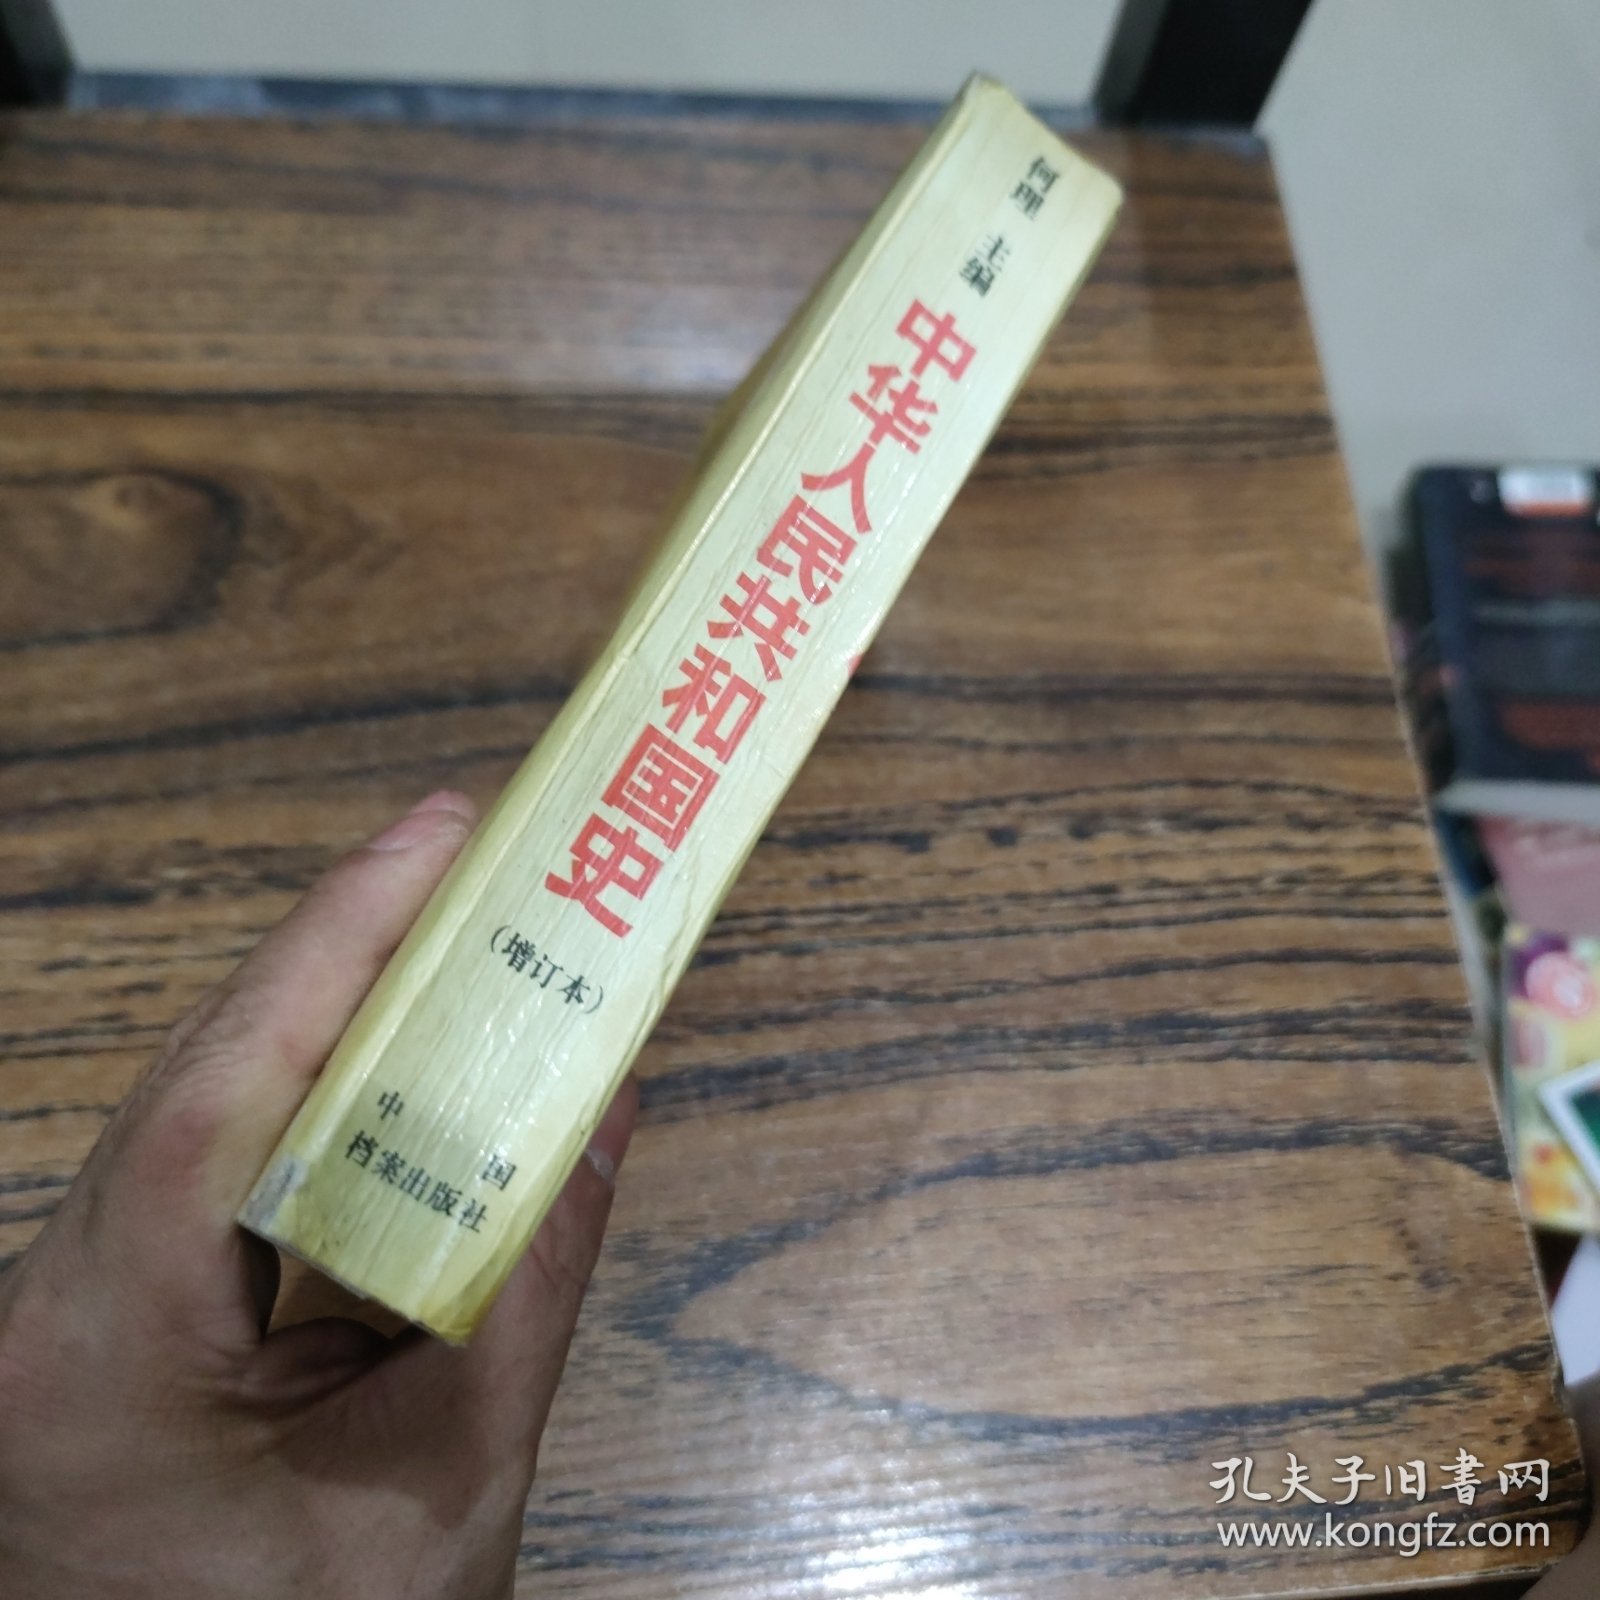 何理 主编
中华人民共和国史
（增订本）
中国
档案出版社
孔夫子旧书网
www.kongfz.com